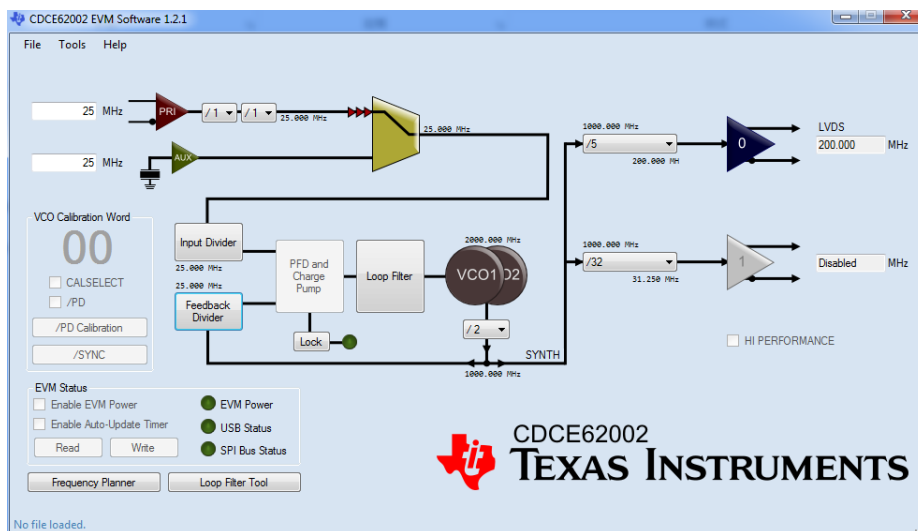 CDCE62002 EVM Software 1.2.1
File Tools Help
25 MHz
PRI
/1
/1
25.000 MHz
25.000 MHz
25 MHz
AUX
1000.000 MHz
/5
200.000 MH
0
LVDS
200.000 MHz
VCO Calibration Word
00
CALSELECT
/PD
/PD Calibration
/SYNC
Input Divider
25.000 MHz
25.000 MHz
Feedback Divider
PFD and
Charge
Pump
Lock
Loop Filter
2000.000 MHz
VCO1
O2
/2
SYNTH
1000.000 MHz
1000.000 MHz
/32
31.250 MHz
1
Disabled MHz
HI PERFORMANCE
EVM Status
Enable EVM Power
Enable Auto-Update Timer
Read Write
EVM Power
USB Status
SPI Bus Status
Frequency Planner Loop Filter Tool
CDCE62002
TEXAS INSTRUMENTS
No file loaded.